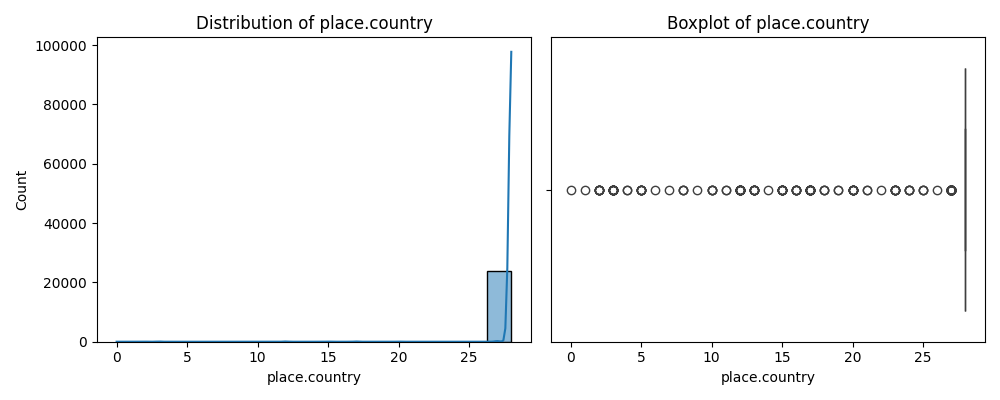 Distribution of place.country
100000
80000
60000
40000
20000
0
Count
0 5 10 15 20 25
place.country
Boxplot of place.country
0 5 10 15 20 25
place.country